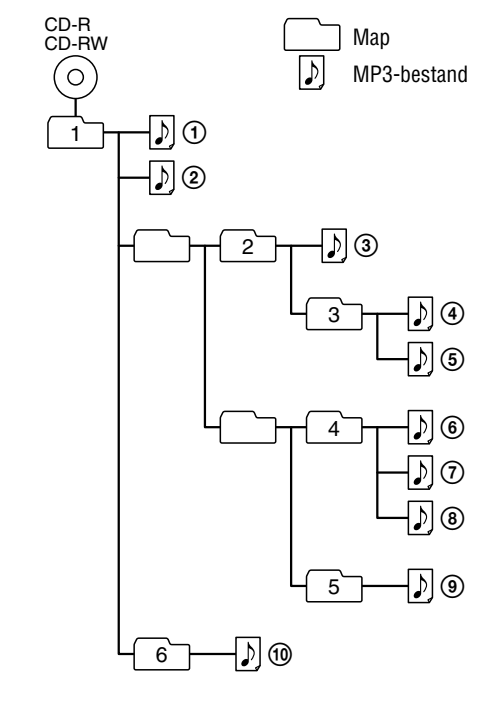 CD-R
CD-RW
Map
MP3-bestand
1 ①
②
2 ③
3 ④
⑤
4 ⑥
⑦
⑧
5 ⑨
6 ⑩